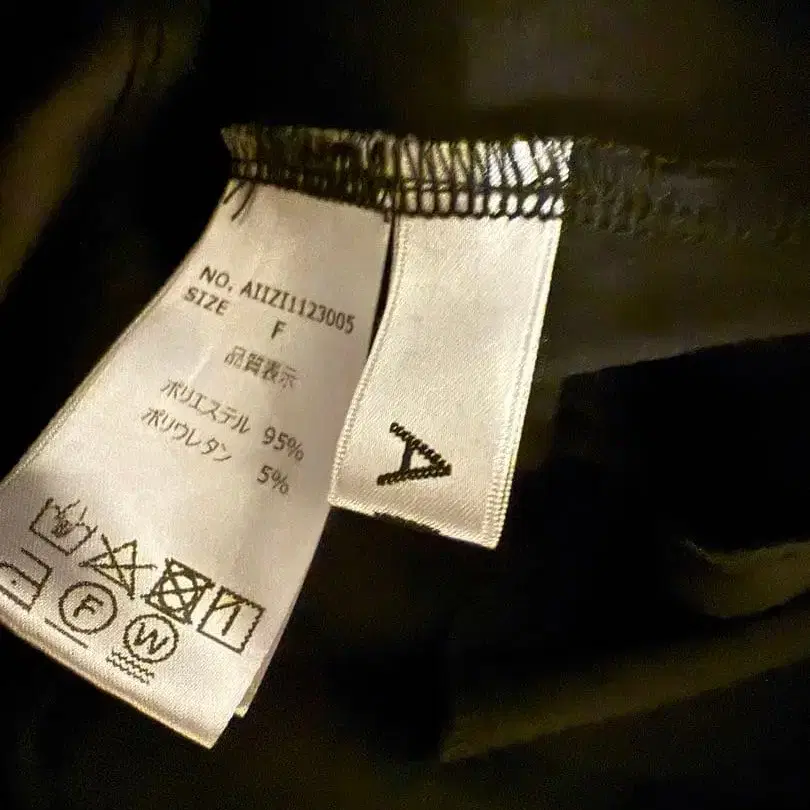 NO. AIIZI1123005
SIZE F
品質表示
ポリエステル 95%
ポリウレタン 5%
F
W
A